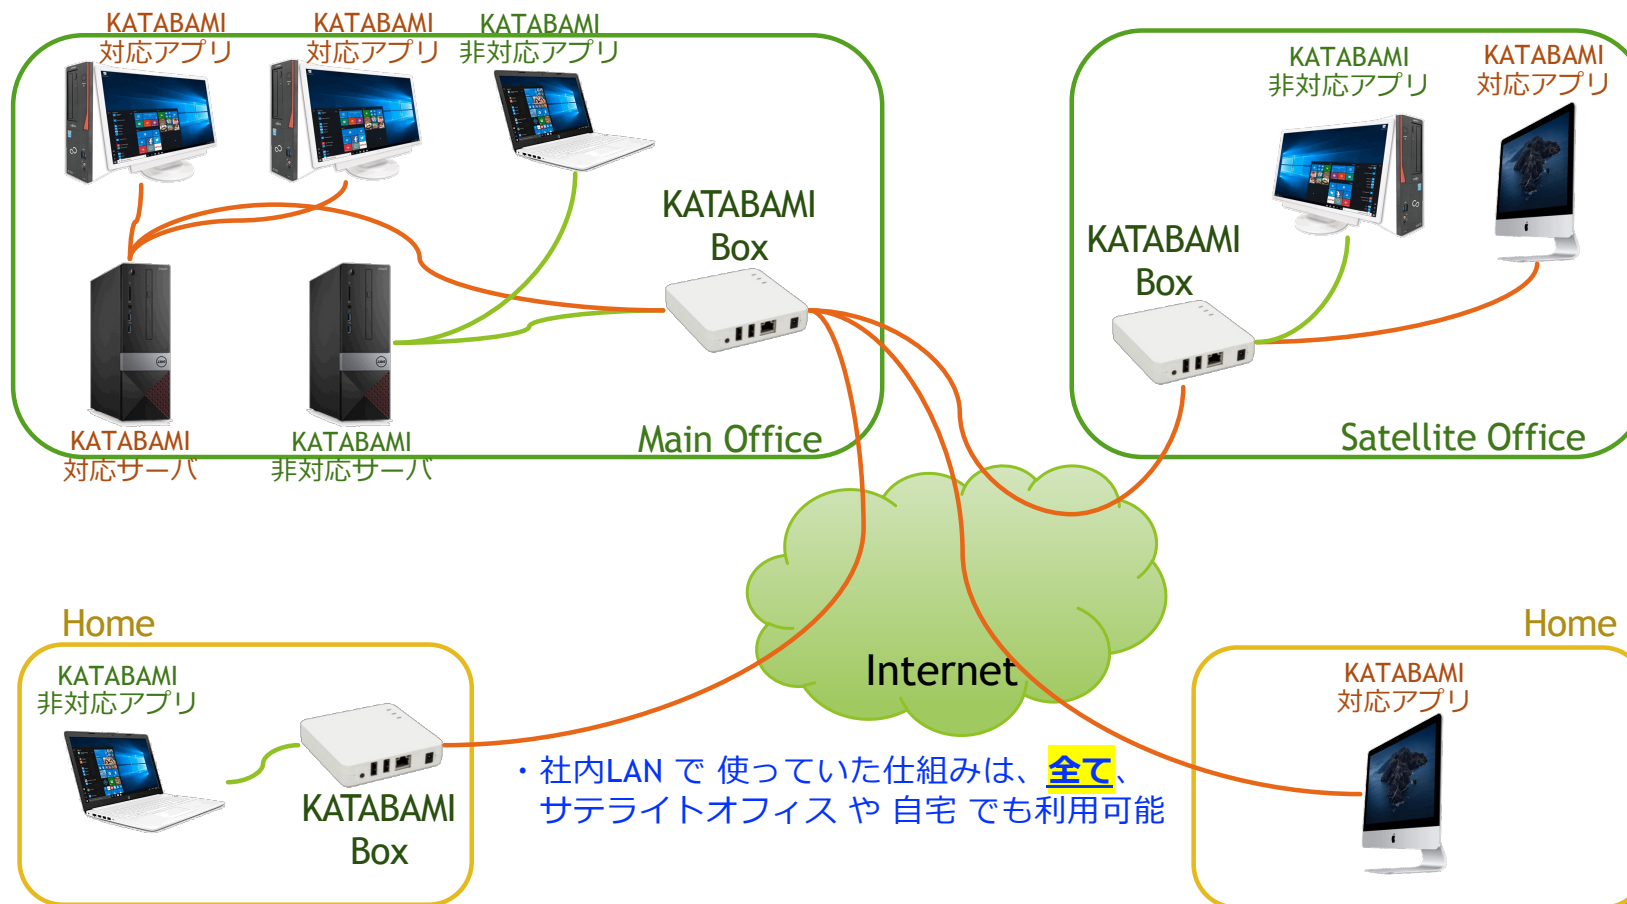 KATABAMI
対応アプリ
KATABAMI
対応アプリ
KATABAMI
非対応アプリ
KATABAMI
Box
KATABAMI
対応サーバ
KATABAMI
非対応サーバ
Main Office
KATABAMI
非対応アプリ
KATABAMI
対応アプリ
KATABAMI
Box
Satellite Office
Internet
Home
KATABAMI
非対応アプリ
KATABAMI
Box
・社内LAN で 使っていた仕組みは、全て、
サテライトオフィス や 自宅 でも利用可能
Home
KATABAMI
対応アプリ